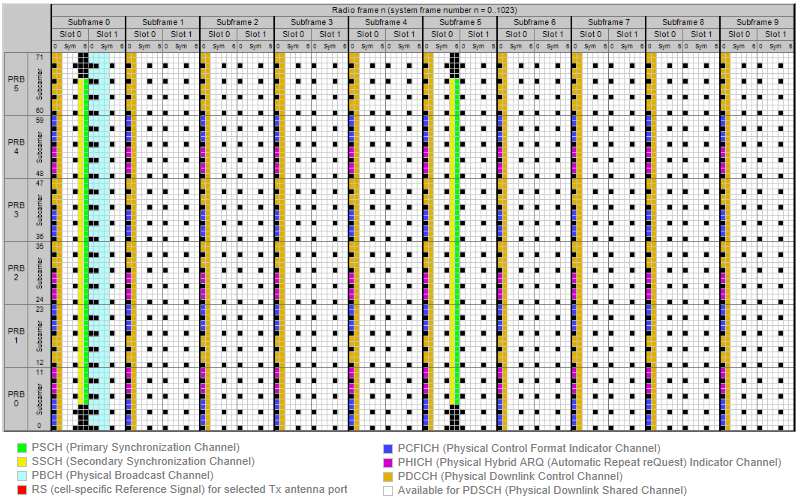 Radio frame n (system frame number n = 0..1023)
Subframe 0 Subframe 1 Subframe 2 Subframe 3 Subframe 4 Subframe 5 Subframe 6 Subframe 7 Subframe 8 Subframe 9
Slot 0 Slot 1 Slot 0 Slot 1 Slot 0 Slot 1 Slot 0 Slot 1 Slot 0 Slot 1 Slot 0 Slot 1 Slot 0 Slot 1 Slot 0 Slot 1 Slot 0 Slot 1 Slot 0 Slot 1
0 Sym 6 0 Sym 6 0 Sym 6 0 Sym 6 0 Sym 6 0 Sym 6 0 Sym 6 0 Sym 6 0 Sym 6 0 Sym 6 0 Sym 6 0 Sym 6 0 Sym 6 0 Sym 6 0 Sym 6 0 Sym 6 0 Sym 6 0 Sym 6 0 Sym 6 0 Sym 6
PRB 5
71 Subcarrier 60
PRB 4
59 Subcarrier 48
PRB 3
47 Subcarrier 36
PRB 2
35 Subcarrier 24
PRB 1
23 Subcarrier 12
PRB 0
11 Subcarrier 0
PSCH (Primary Synchronization Channel)
SSCH (Secondary Synchronization Channel)
PBCH (Physical Broadcast Channel)
RS (cell-specific Reference Signal) for selected Tx antenna port
PCFICH (Physical Control Format Indicator Channel)
PHICH (Physical Hybrid ARQ (Automatic Repeat reQuest) Indicator Channel)
PDCCH (Physical Downlink Control Channel)
Available for PDSCH (Physical Downlink Shared Channel)